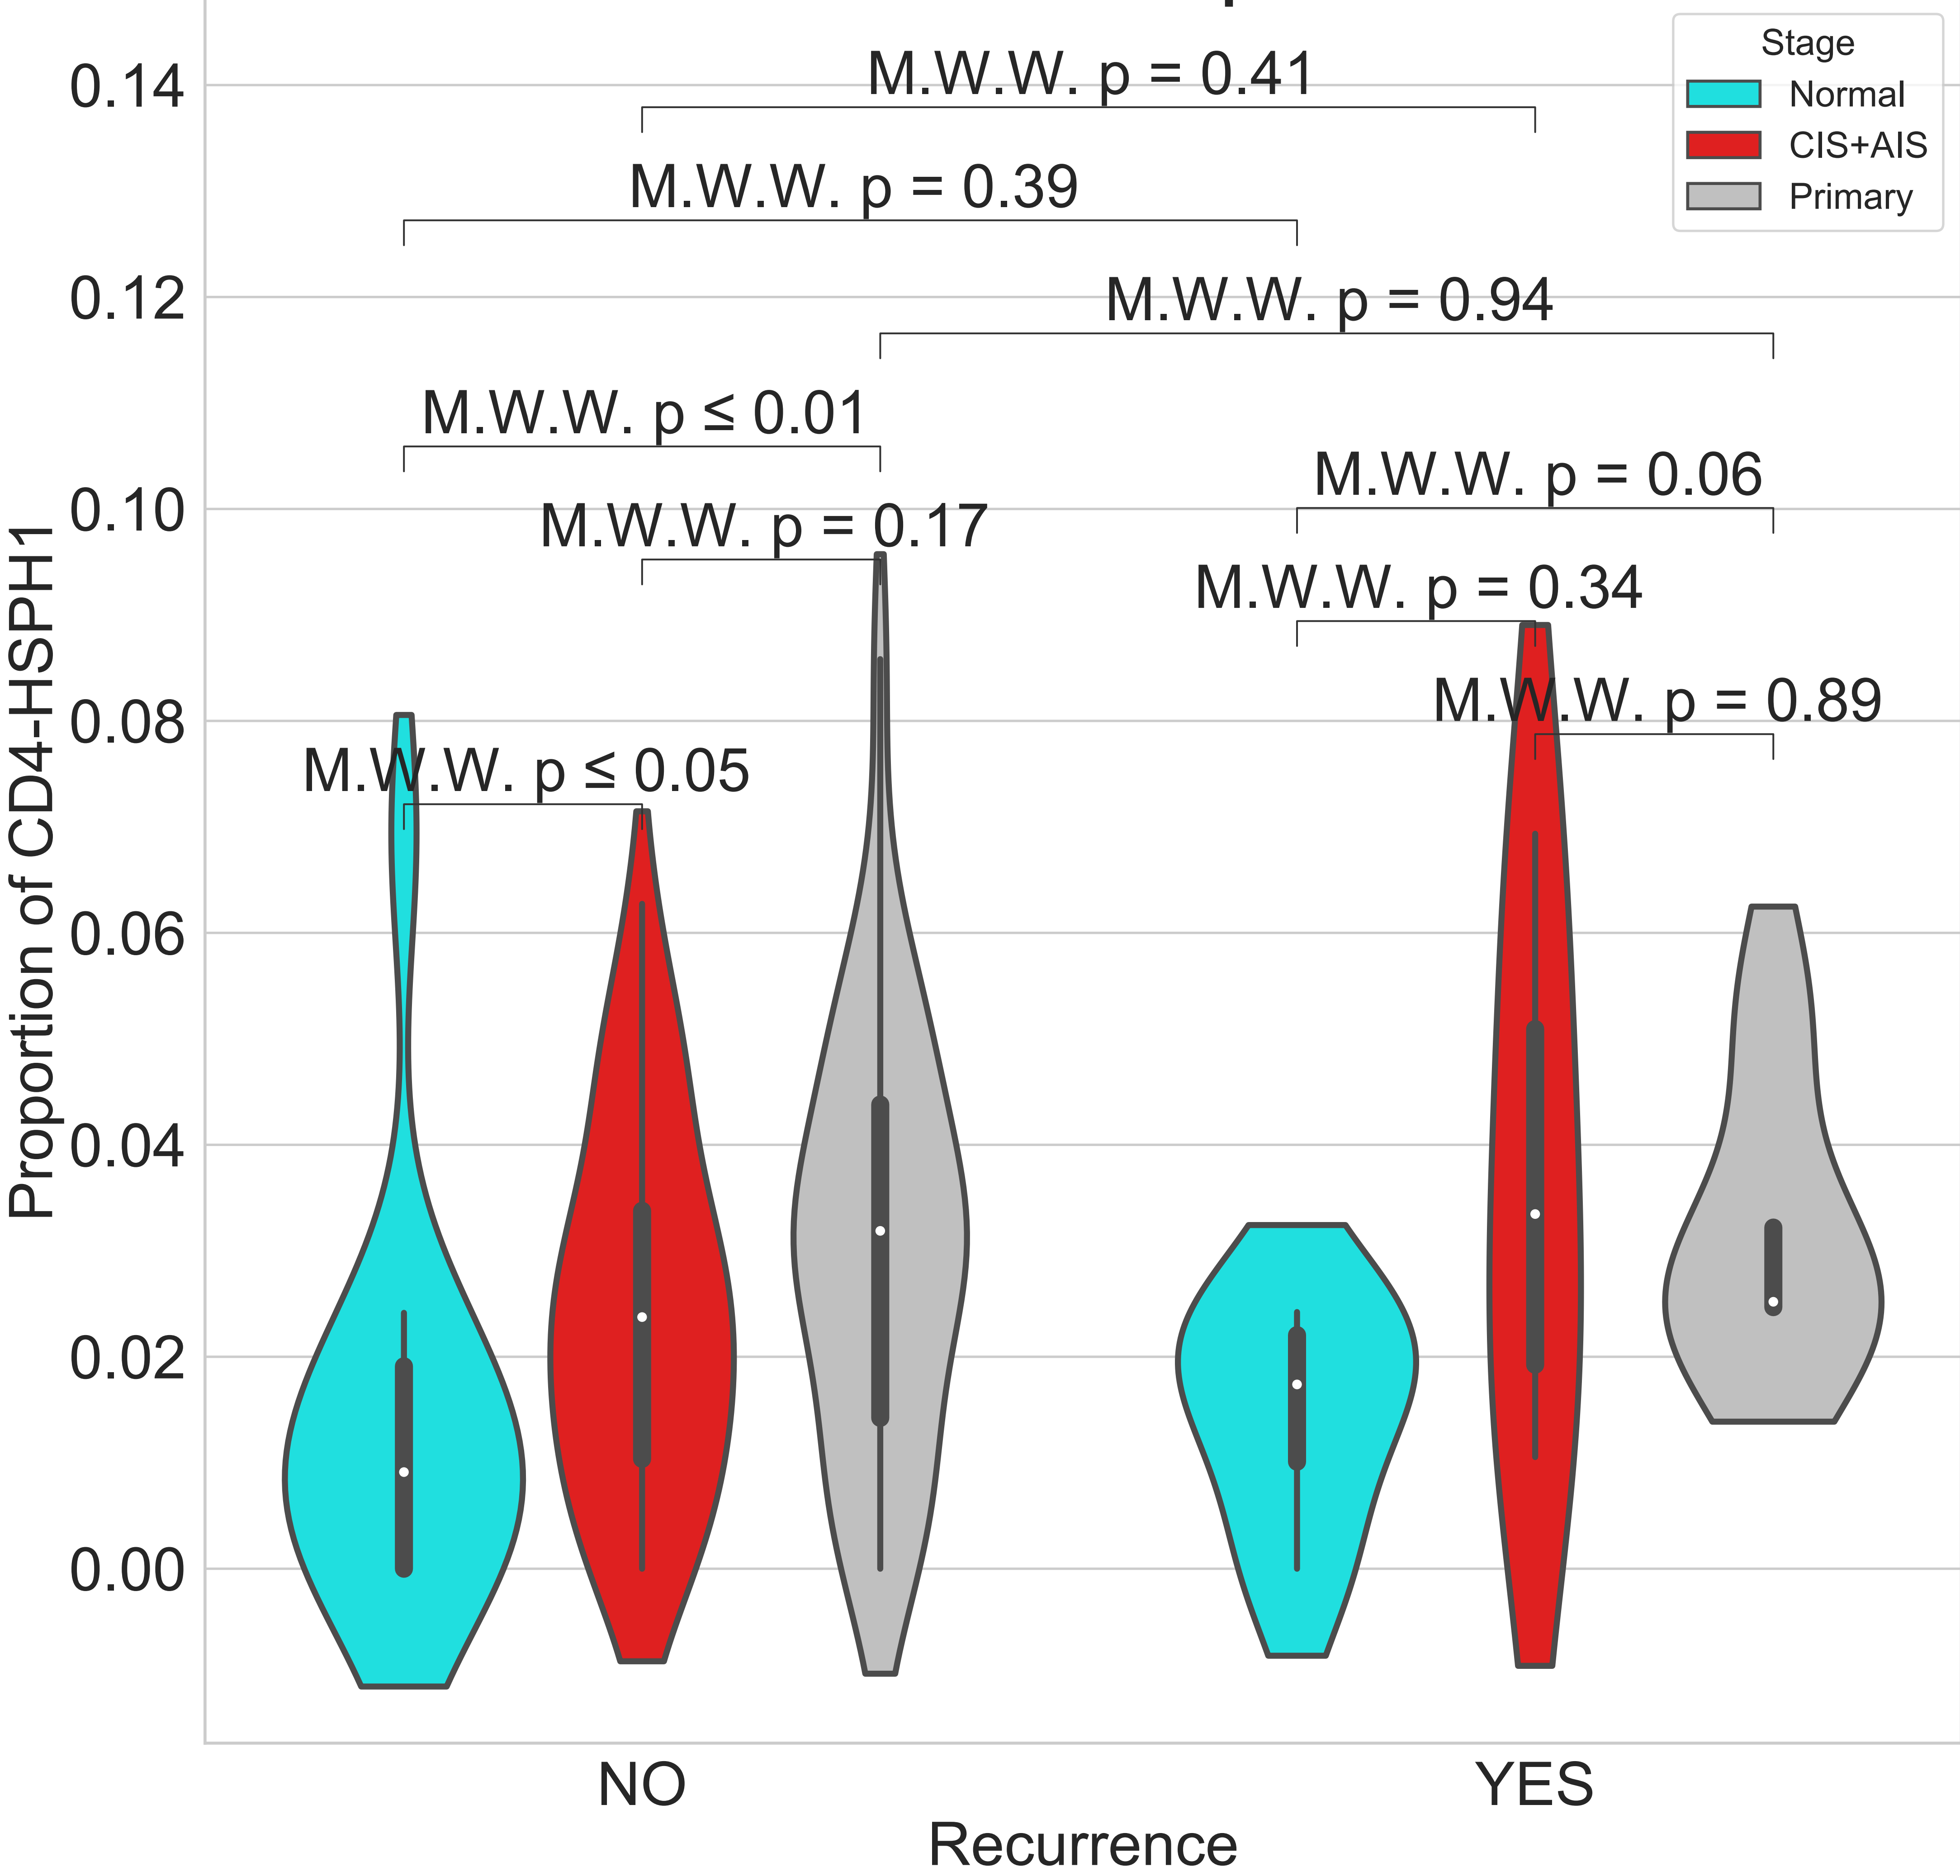 Stage
Normal
CIS+AIS
Primary
M.W.W. p = 0.41
M.W.W. p = 0.39
M.W.W. p = 0.94
M.W.W. p ≤ 0.01
M.W.W. p = 0.06
M.W.W. p = 0.17
M.W.W. p = 0.34
M.W.W. p = 0.89
M.W.W. p ≤ 0.05
Proportion of CD4-HSPH1
0.14
0.12
0.10
0.08
0.06
0.04
0.02
0.00
NO
YES
Recurrence